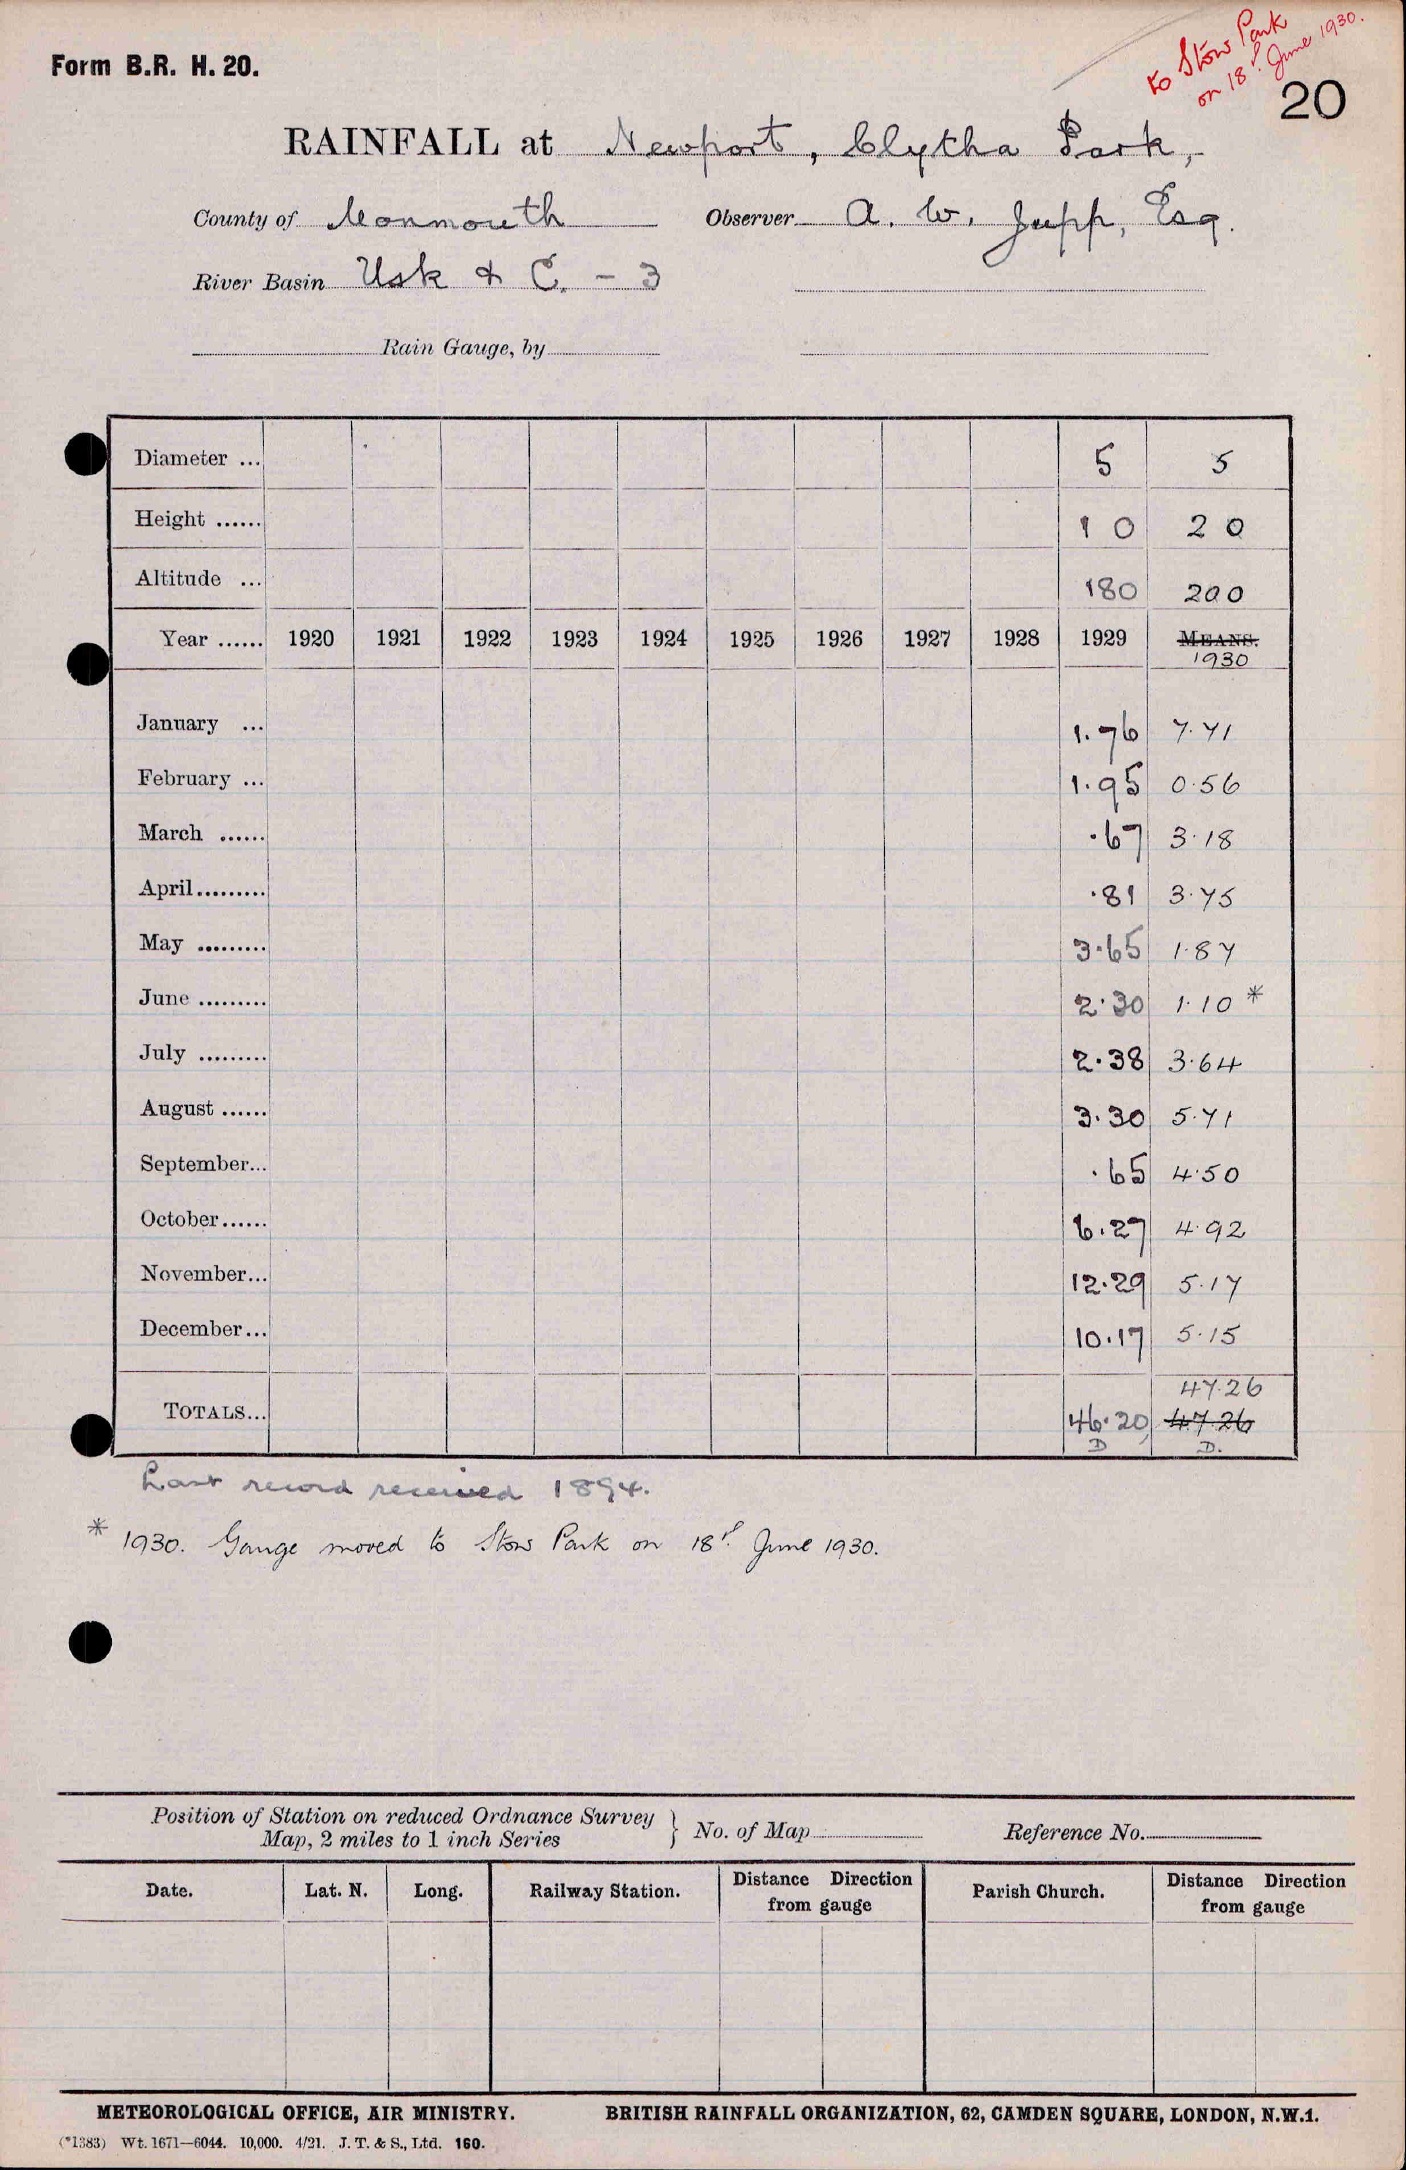 to Stow Park
on 18th June 1930.
Form B.R. H. 20.
20
RAINFALL at Newport, Clytha Park,
County of Monmouth Observer A. W. Jupp, Esq.
River Basin Usk & C. - 3
Rain Gauge, by
Diameter ... 5 5
Height ...... 1 0 2 0
Altitude ... 180 200
Year ...... 1920 1921 1922 1923 1924 1925 1926 1927 1928 1929 MEANS.
1930
January ... 1.76 7.71
February ... 1.95 0.56
March ...... .67 3.18
April......... .81 3.75
May ......... 3.65 1.87
June ......... 2.30 1.10 *
July ......... 2.38 3.64
August ...... 3.30 5.71
September... .65 4.50
October...... 6.27 4.92
November... 12.29 5.17
December... 10.17 5.15
47.26
TOTALS... 46.20 47.26
D D.
Last record received 1894.
* 1930. Gauge moved to Stow Park on 18th June 1930.
Position of Station on reduced Ordnance Survey
Map, 2 miles to 1 inch Series } No. of Map Reference No.
Date. Lat. N. Long. Railway Station. Distance Direction from gauge Parish Church. Distance Direction from gauge
METEOROLOGICAL OFFICE, AIR MINISTRY. BRITISH RAINFALL ORGANIZATION, 62, CAMDEN SQUARE, LONDON, N.W.1.
(*1383) Wt. 1671—6044. 10,000. 4/21. J. T. & S., Ltd. 160.